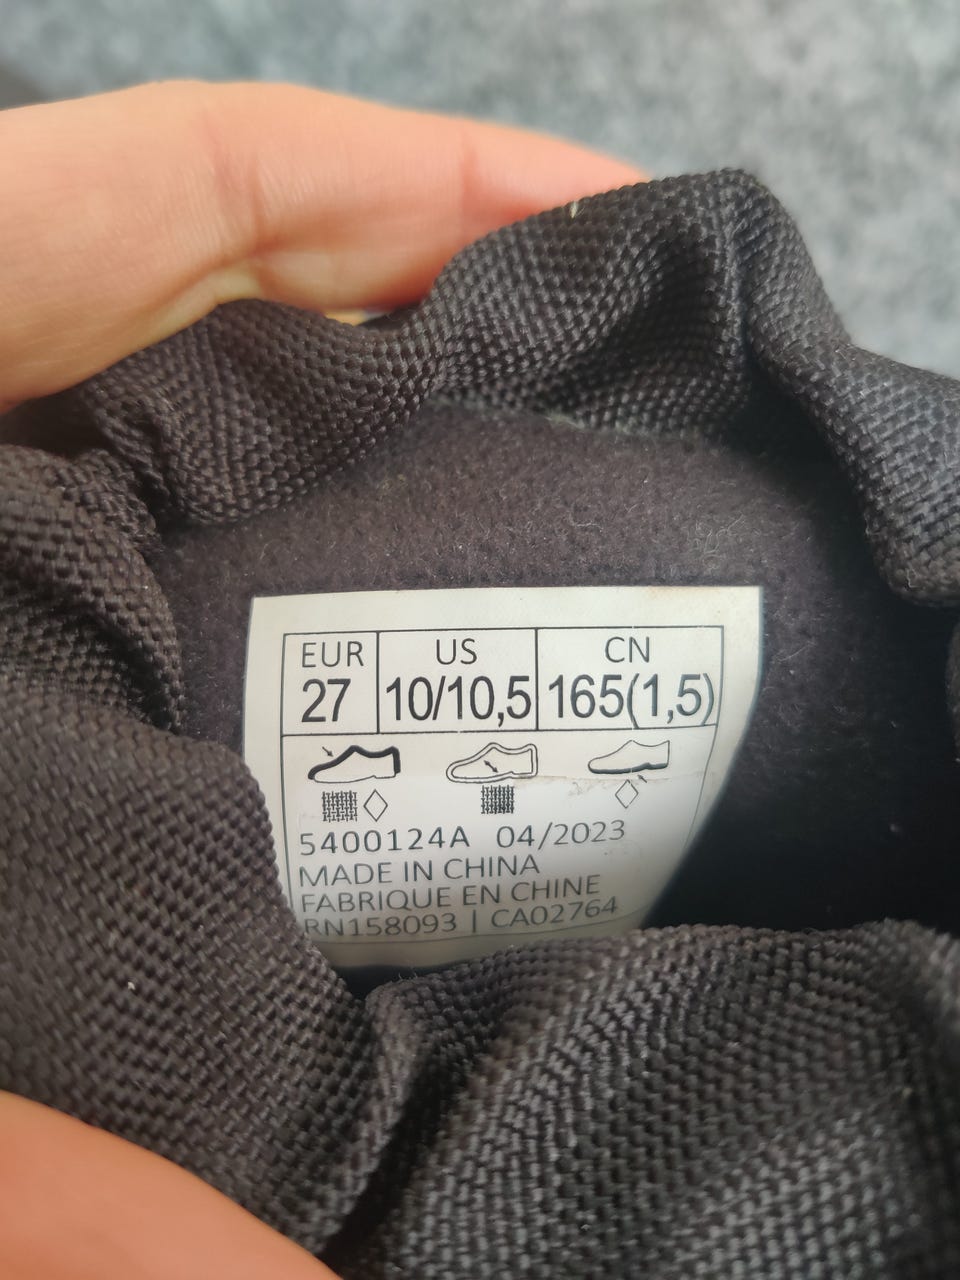 EUR US CN
27 10/10,5 165(1,5)
5400124A 04/2023
MADE IN CHINA
FABRIQUE EN CHINE
RN158093 | CA02764